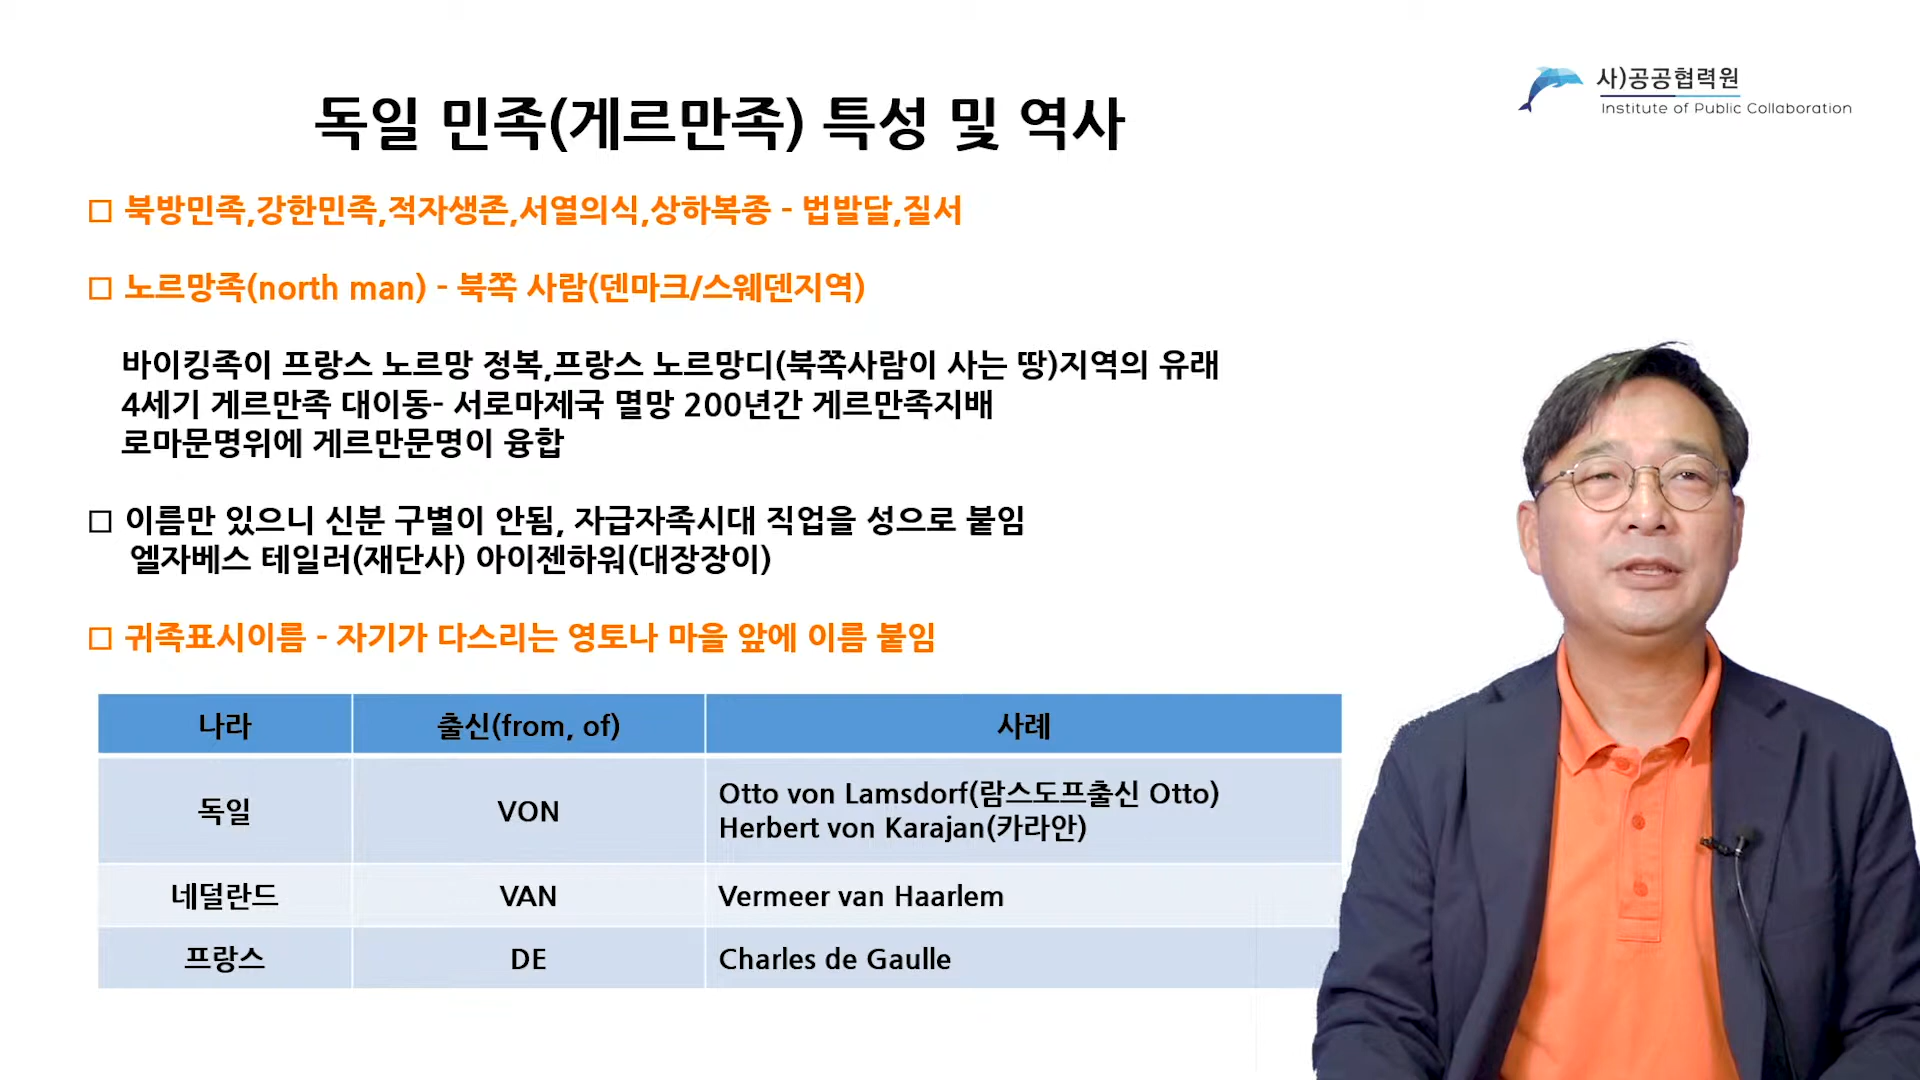 사)공공협력원
Institute of Public Collaboration
독일 민족(게르만족) 특성 및 역사
□ 북방민족,강한민족,적자생존,서열의식,상하복종 - 법발달,질서
□ 노르망족(north man) - 북쪽 사람(덴마크/스웨덴지역)
바이킹족이 프랑스 노르망 정복,프랑스 노르망디(북쪽사람이 사는 땅)지역의 유래
4세기 게르만족 대이동- 서로마제국 멸망 200년간 게르만족지배
로마문명위에 게르만문명이 융합
□ 이름만 있으니 신분 구별이 안됨, 자급자족시대 직업을 성으로 붙임
엘자베스 테일러(재단사) 아이젠하워(대장장이)
□ 귀족표시이름 - 자기가 다스리는 영토나 마을 앞에 이름 붙임
나라 출신(from, of) 사례
독일 VON Otto von Lamsdorf(람스도프출신 Otto)
Herbert von Karajan(카라안)
네덜란드 VAN Vermeer van Haarlem
프랑스 DE Charles de Gaulle